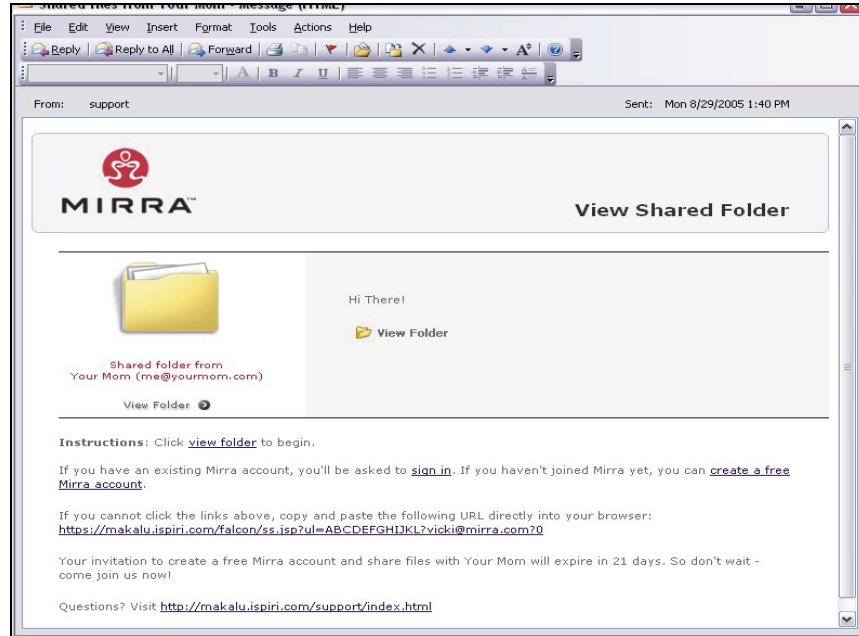 Shared files from Your Mom - Message (HTML)
File Edit View Insert Format Tools Actions Help
Reply Reply to All Forward
A B I U
From: support Sent: Mon 8/29/2005 1:40 PM
MIRRA™
View Shared Folder
Hi There!
View Folder
Shared folder from
Your Mom (me@yourmom.com)
View Folder
Instructions: Click view folder to begin.
If you have an existing Mirra account, you'll be asked to sign in. If you haven't joined Mirra yet, you can create a free
Mirra account.
If you cannot click the links above, copy and paste the following URL directly into your browser:
https://makalu.ispiri.com/falcon/ss.jsp?ul=ABCDEFGHIJKL?vicki@mirra.com?0
Your invitation to create a free Mirra account and share files with Your Mom will expire in 21 days. So don't wait -
come join us now!
Questions? Visit http://makalu.ispiri.com/support/index.html